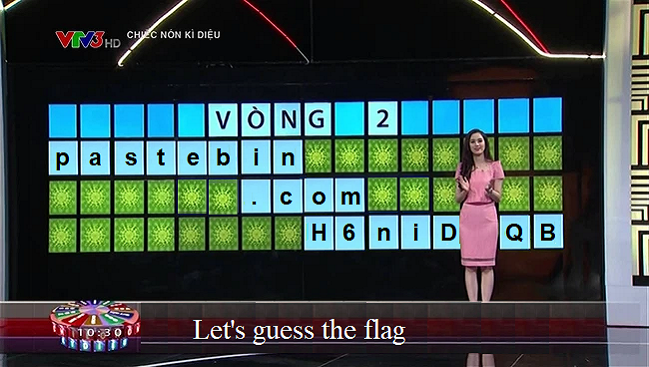 VTV3 HD CHIẾC NÓN KÌ DIỆU
VÒNG 2
pastebin
.com
H6niD QB
10:30
Let's guess the flag